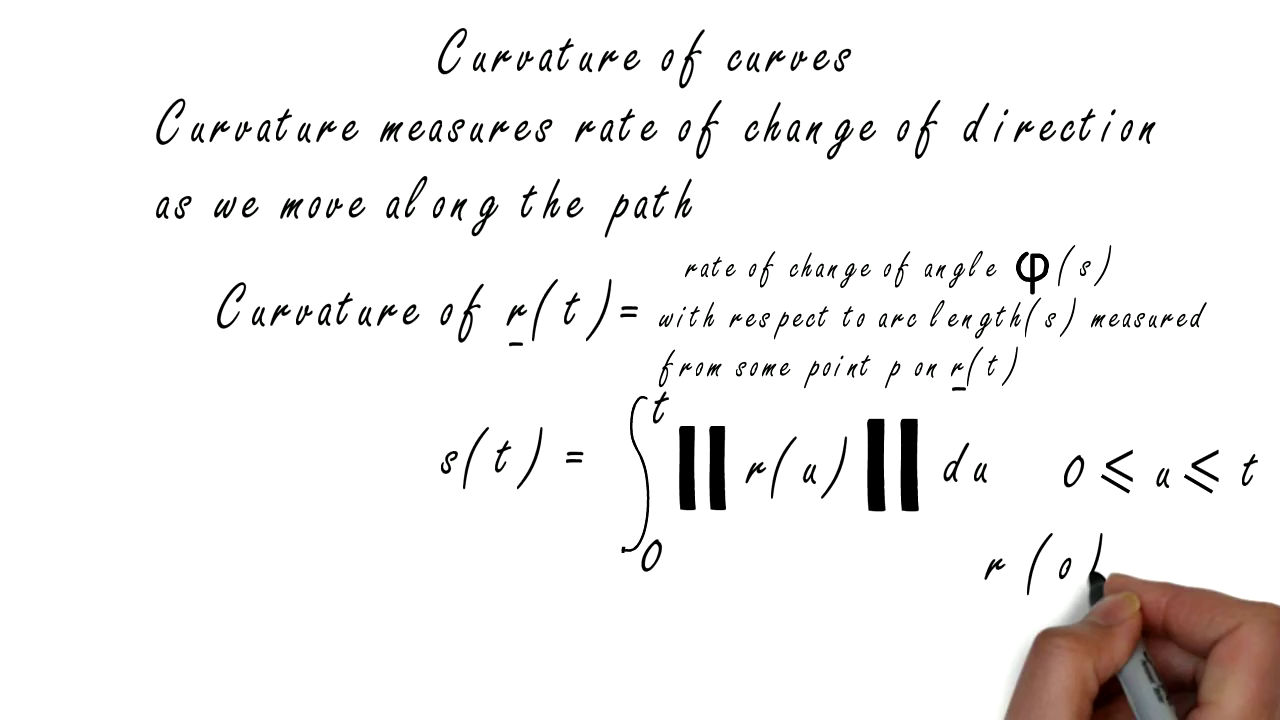 Curvature of curves
Curvature measures rate of change of direction
as we move along the path
rate of change of angle φ(s)
Curvature of r(t) = with respect to arc length(s) measured
from some point p on r(t)
s(t) = ∫₀ᵗ ‖ r(u) ‖ du 0 ⩽ u ⩽ t
r(0)